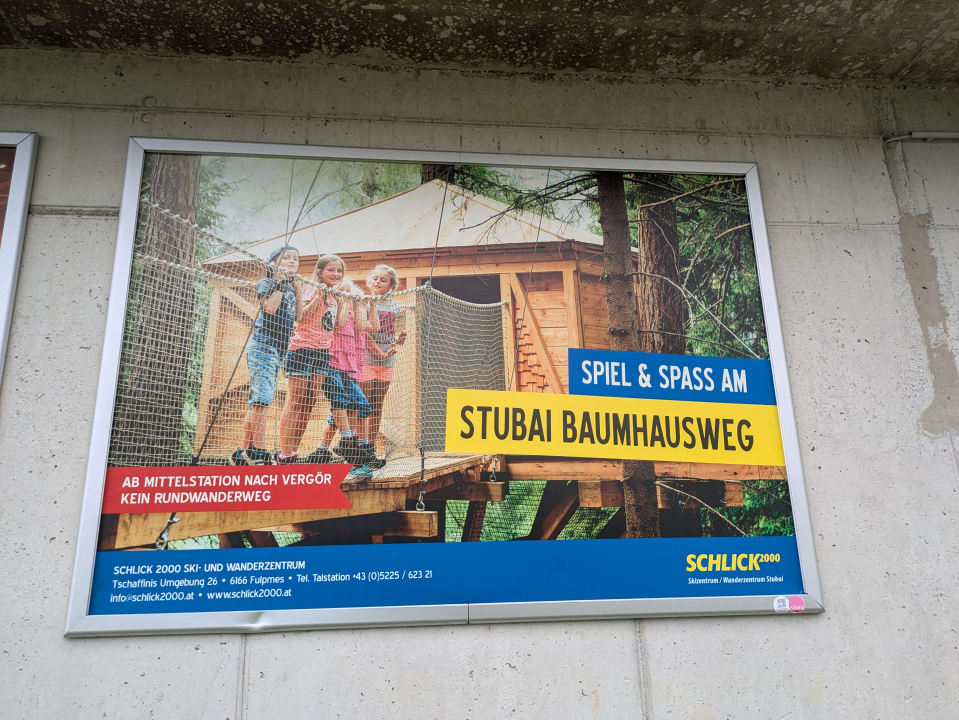 SPIEL & SPASS AM
STUBAI BAUMHAUSWEG
AB MITTELSTATION NACH VERGÖR
KEIN RUNDWANDERWEG
SCHLICK 2000 SKI- UND WANDERZENTRUM
Tschaffinis Umgebung 26 • 6166 Fulpmes • Tel. Talstation +43 (0)5225 / 623 21
info@schlick2000.at • www.schlick2000.at
SCHLICK2000
Skizentrum / Wanderzentrum Stubai